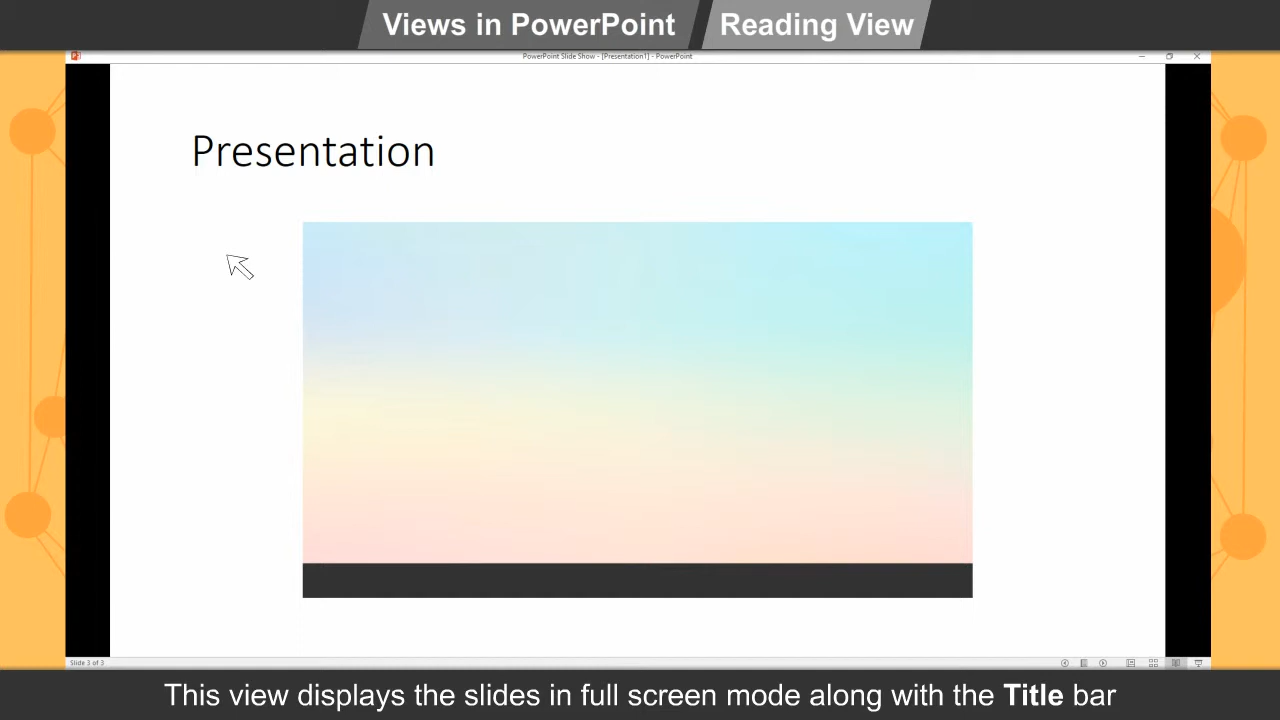 Views in PowerPoint
Reading View
PowerPoint Slide Show - [Presentation1] - PowerPoint
Presentation
Slide 3 of 3
This view displays the slides in full screen mode along with the Title bar